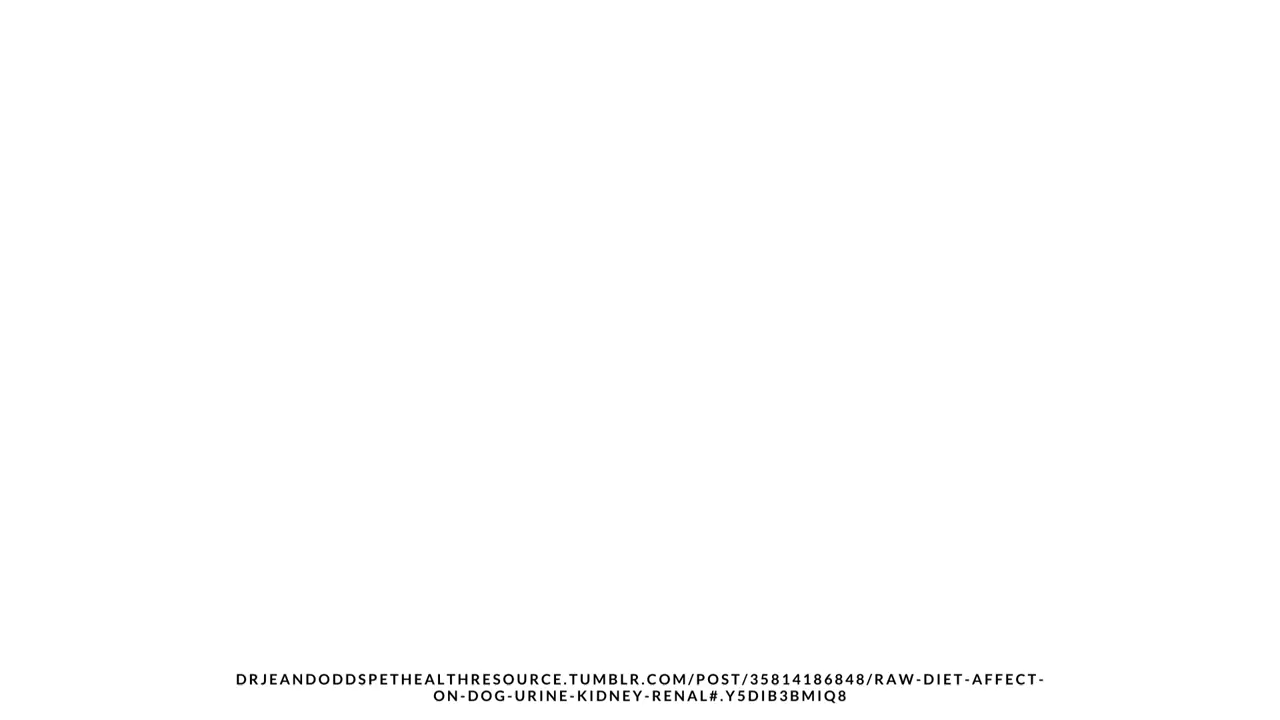 DRJEANDODDSPETHEALTHRESOURCE.TUMBLR.COM/POST/35814186848/RAW-DIET-AFFECT-
ON-DOG-URINE-KIDNEY-RENAL#.Y5DIB3BMIQ8